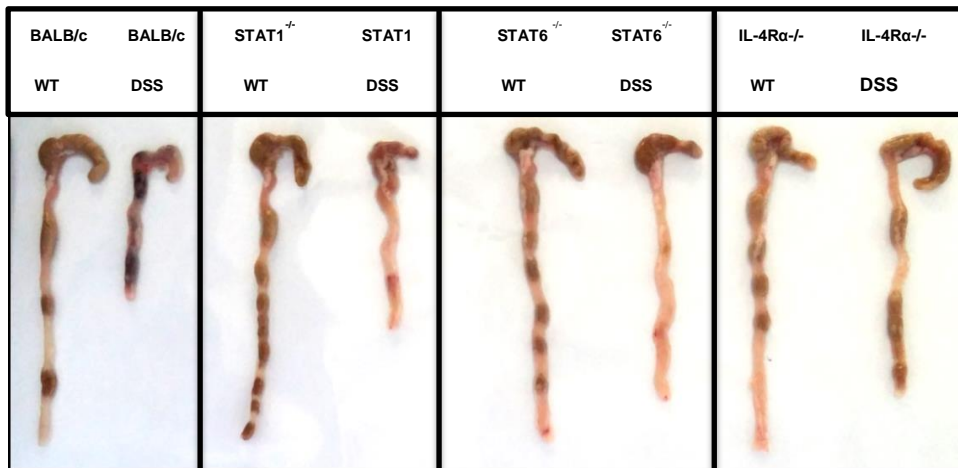 BALB/c BALB/c
WT DSS
STAT1-/- STAT1
WT DSS
STAT6-/- STAT6-/-
WT DSS
IL-4Rα-/- IL-4Rα-/-
WT DSS